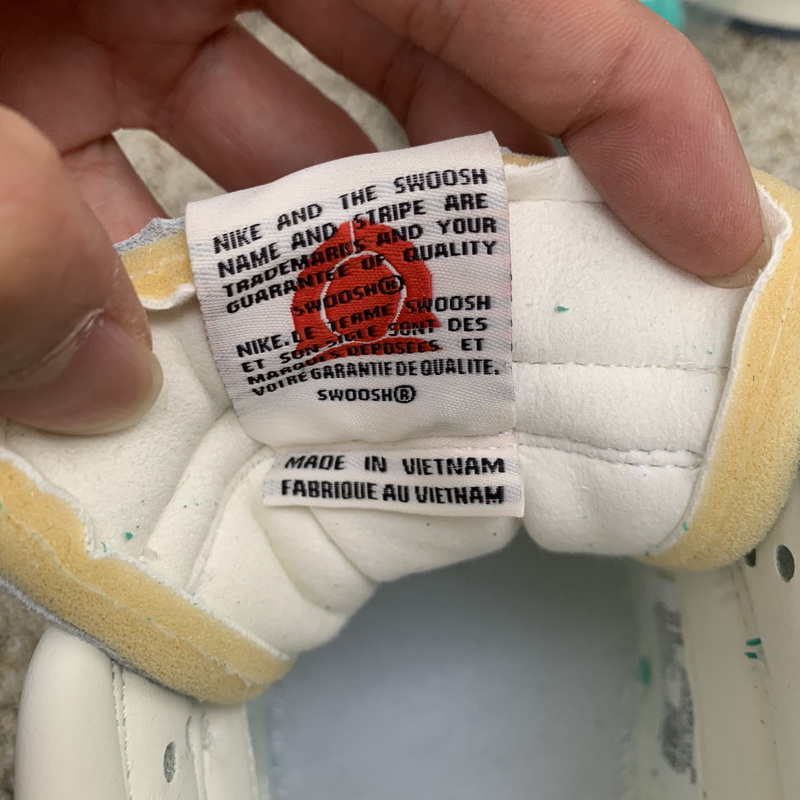 NIKE AND THE SWOOSH
NAME AND STRIPE ARE
TRADEMARKS AND YOUR
GUARANTEE OF QUALITY
SWOOSH®
NIKE. LE TERME SWOOSH
ET SON SIGLE SONT DES
MARQUES DEPOSEES ET
VOTRE GARANTIE DE QUALITE.
SWOOSH®
MADE IN VIETNAM
FABRIQUE AU VIETNAM